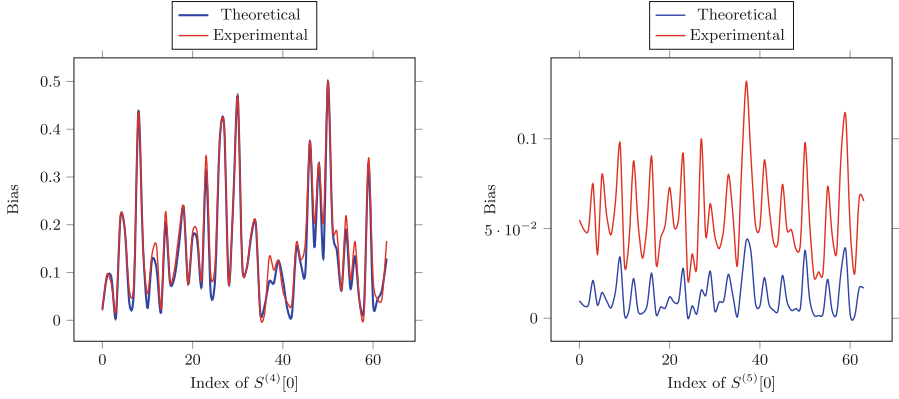 Theoretical
Experimental
0.5
0.4
0.3
0.2
0.1
0
Bias
0 20 40 60
Index of $S^{(4)}[0]$
Theoretical
Experimental
0.1
5 · 10⁻²
0
Bias
0 20 40 60
Index of $S^{(5)}[0]$